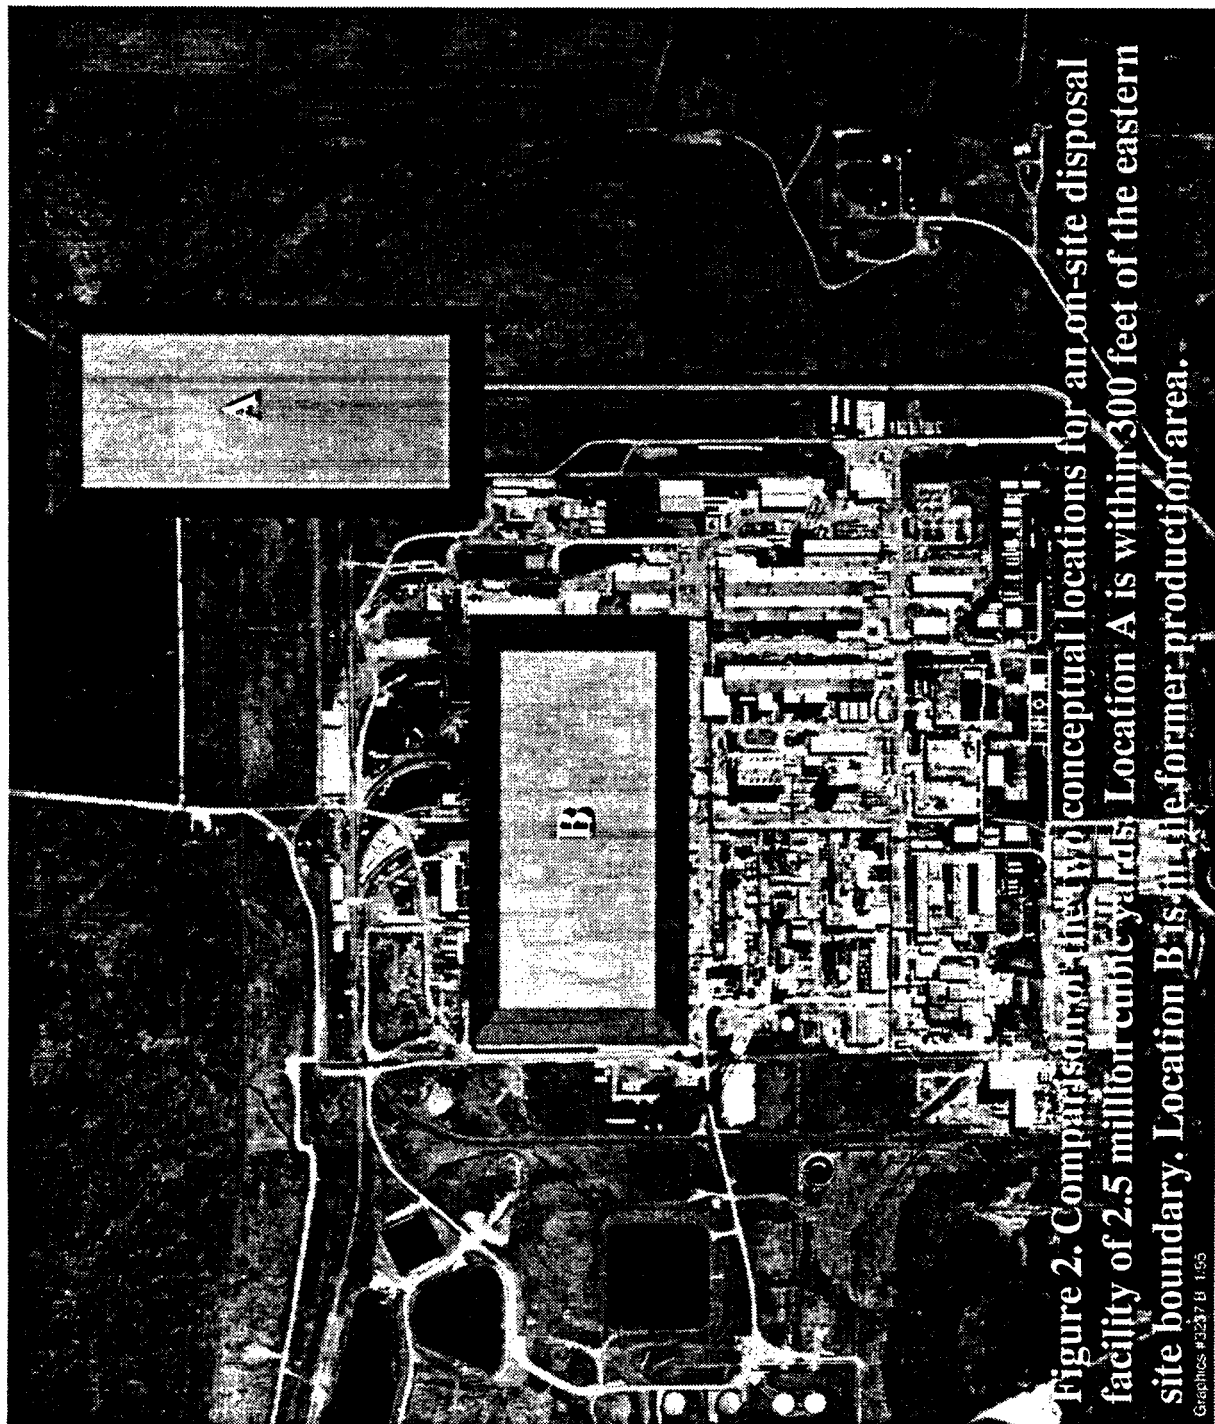 A
B
Figure 2. Comparison of the two conceptual locations for an on-site disposal
facility of 2.5 million cubic yards. Location A is within 300 feet of the eastern
site boundary. Location B is in the former production area.
Graphics #3297 B 1/95